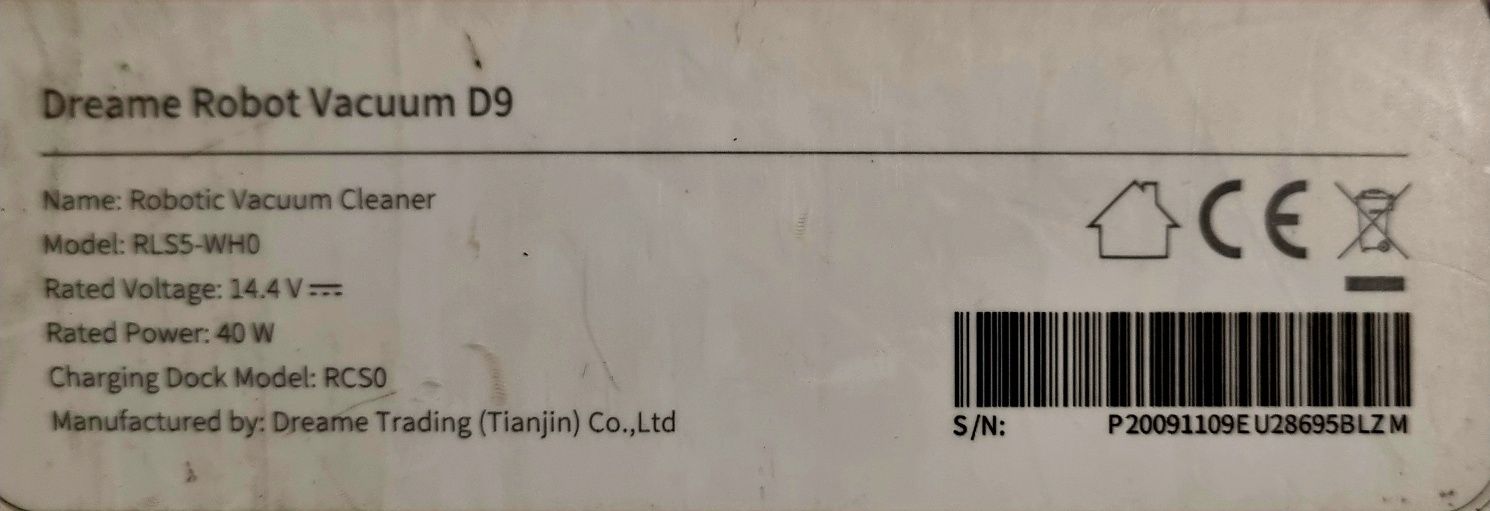 Dreame Robot Vacuum D9
Name: Robotic Vacuum Cleaner
Model: RLS5-WH0
Rated Voltage: 14.4 V ⎓
Rated Power: 40 W
Charging Dock Model: RCS0
Manufactured by: Dreame Trading (Tianjin) Co.,Ltd
CE
S/N: P20091109EU28695BLZM